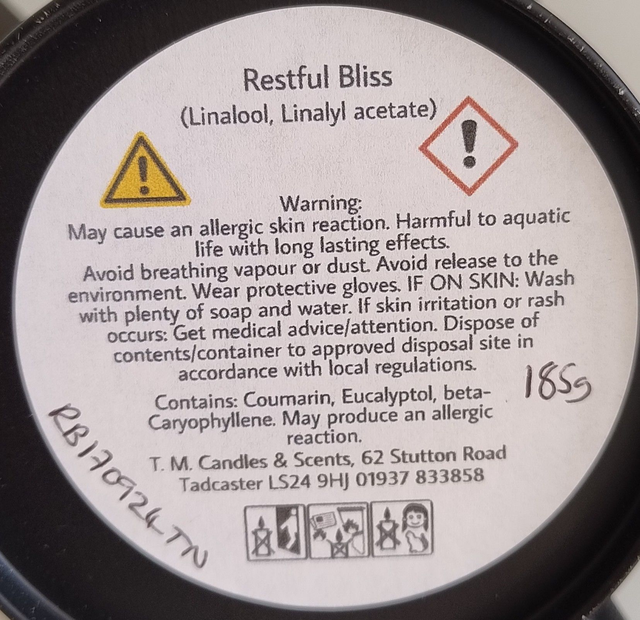 Restful Bliss
(Linalool, Linalyl acetate)
Warning:
May cause an allergic skin reaction. Harmful to aquatic
life with long lasting effects.
Avoid breathing vapour or dust. Avoid release to the
environment. Wear protective gloves. IF ON SKIN: Wash
with plenty of soap and water. If skin irritation or rash
occurs: Get medical advice/attention. Dispose of
contents/container to approved disposal site in
accordance with local regulations.
185g
Contains: Coumarin, Eucalyptol, beta-
Caryophyllene. May produce an allergic
reaction.
T. M. Candles & Scents, 62 Stutton Road
Tadcaster LS24 9HJ 01937 833858
RB170924TN